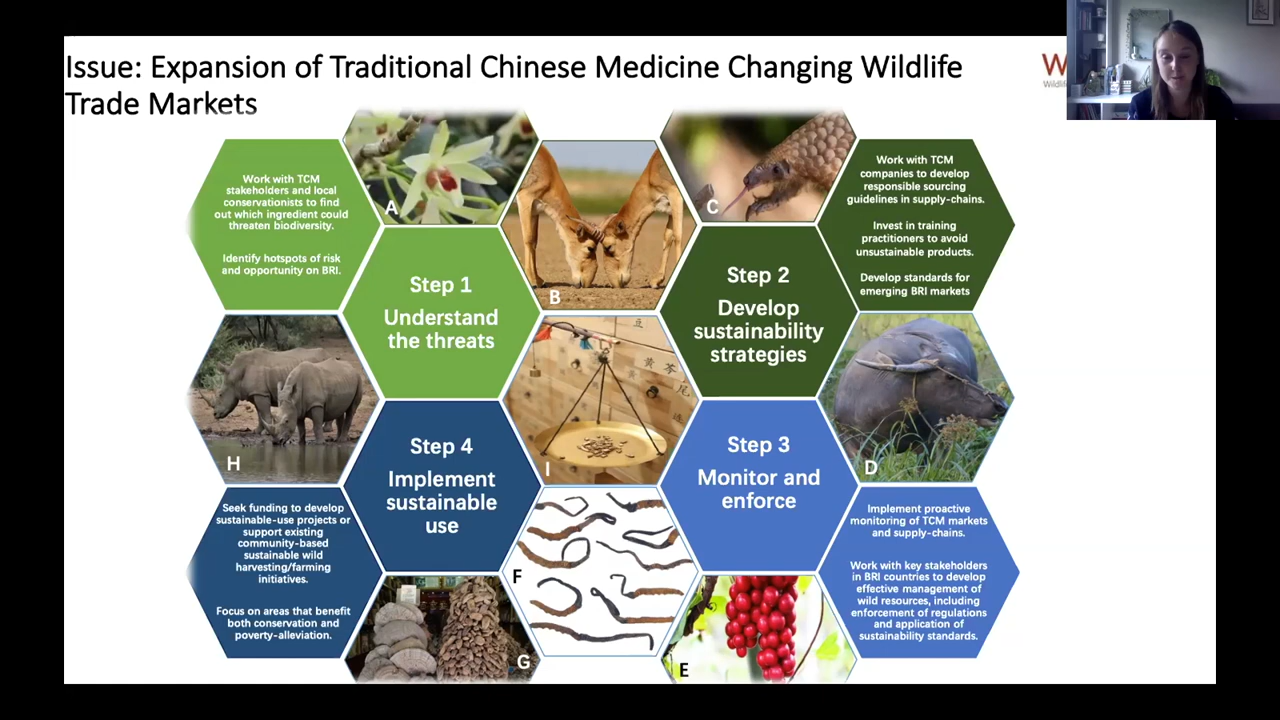 Issue: Expansion of Traditional Chinese Medicine Changing Wildlife
Trade Markets
W
Wildlif
Work with TCM
stakeholders and local
conservationists to find
out which ingredient could
threaten biodiversity.
Identify hotspots of risk
and opportunity on BRI.
A
B
C
Work with TCM
companies to develop
responsible sourcing
guidelines in supply-chains.
Invest in training
practitioners to avoid
unsustainable products.
Develop standards for
emerging BRI markets
Step 1
Understand
the threats
Step 2
Develop
sustainability
strategies
H
I
D
Step 4
Implement
sustainable
use
Step 3
Monitor and
enforce
Seek funding to develop
sustainable-use projects or
support existing
community-based
sustainable wild
harvesting/farming
initiatives.
Focus on areas that benefit
both conservation and
poverty-alleviation.
F
G
E
Implement proactive
monitoring of TCM markets
and supply-chains.
Work with key stakeholders
in BRI countries to develop
effective management of
wild resources, including
enforcement of regulations
and application of
sustainability standards.